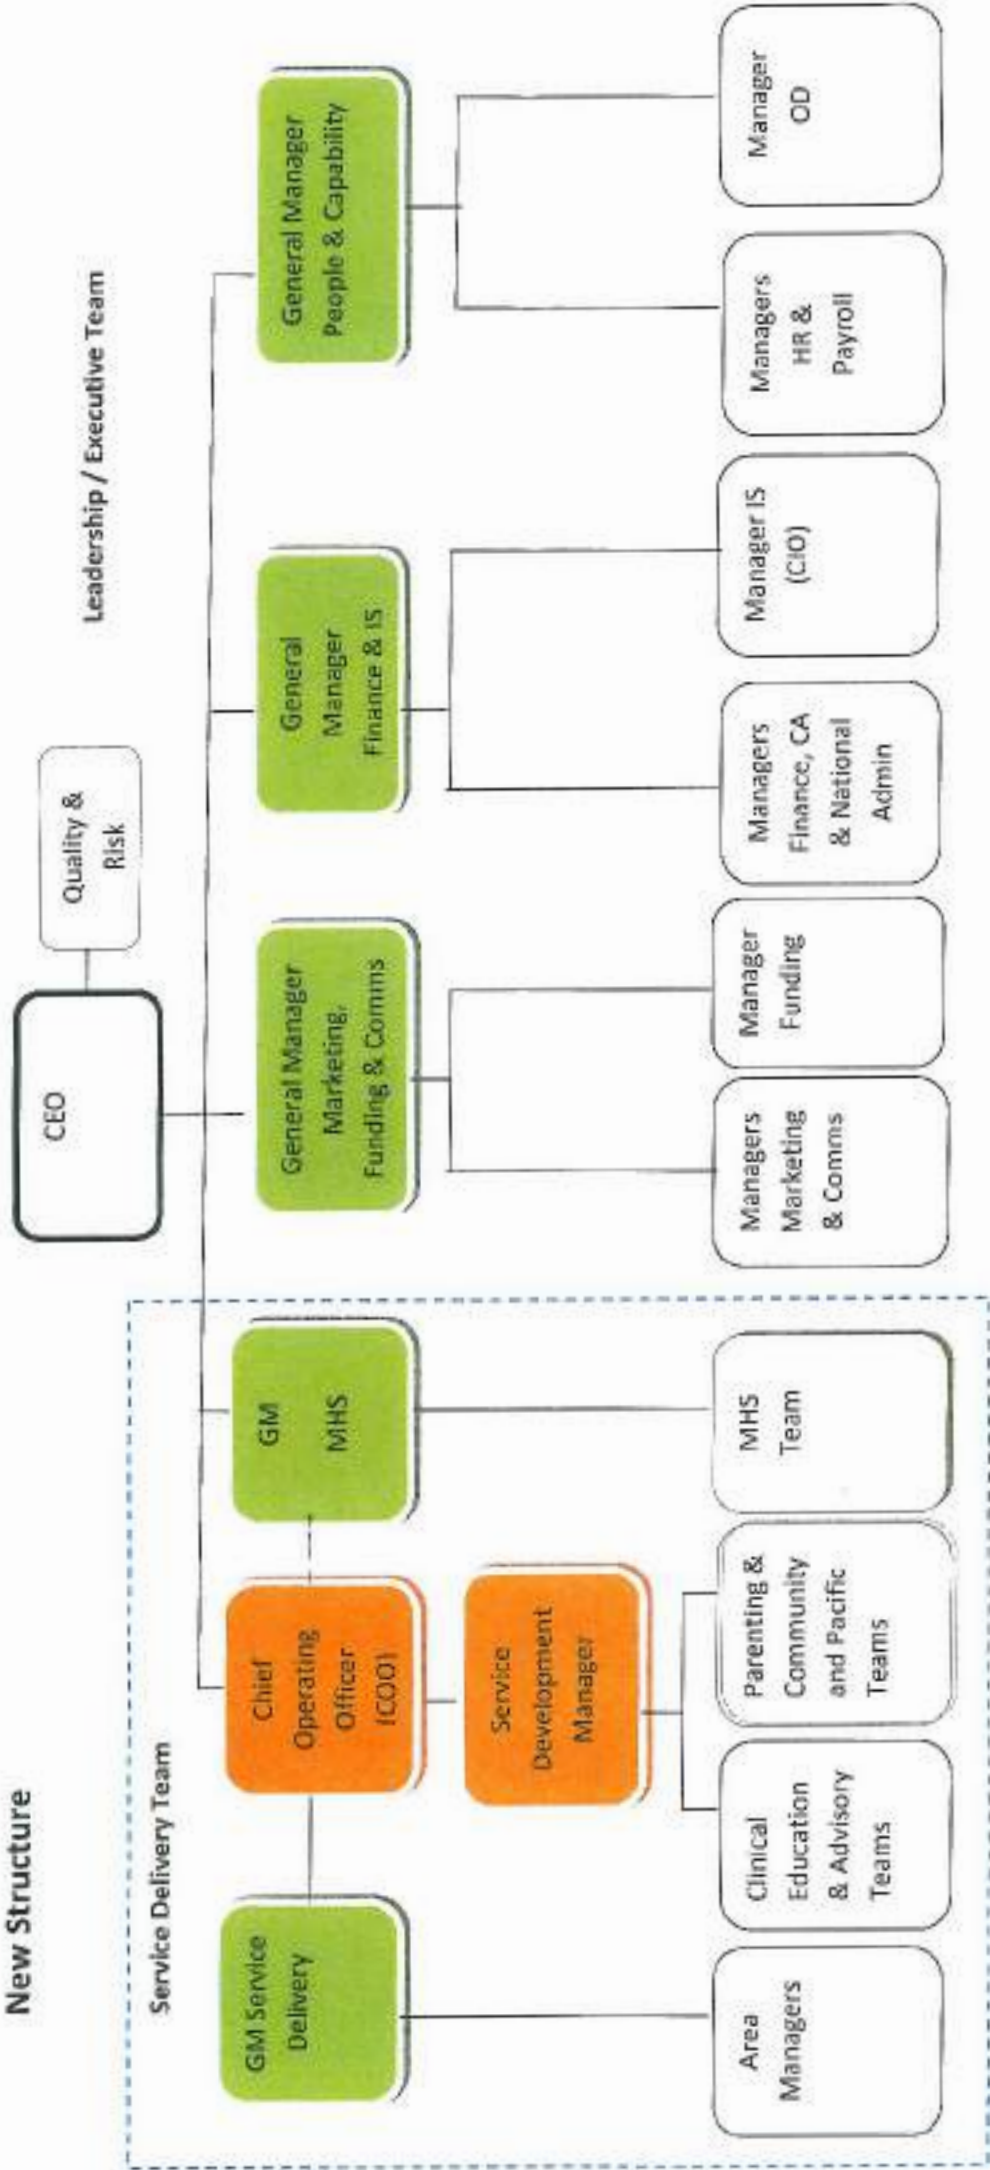 New Structure
CEO
Quality &
Risk
Leadership / Executive Team
Service Delivery Team
GM Service
Delivery
Chief
Operating
Officer
(COO)
GM
MHS
General Manager
Marketing,
Funding & Comms
General
Manager
Finance & IS
General Manager
People & Capability
Service
Development
Manager
Area
Managers
Clinical
Education
& Advisory
Teams
Parenting &
Community
and Pacific
Teams
MHS
Team
Managers
Marketing
& Comms
Manager
Funding
Managers
Finance, CA
& National
Admin
Manager IS
(CIO)
Managers
HR &
Payroll
Manager
OD